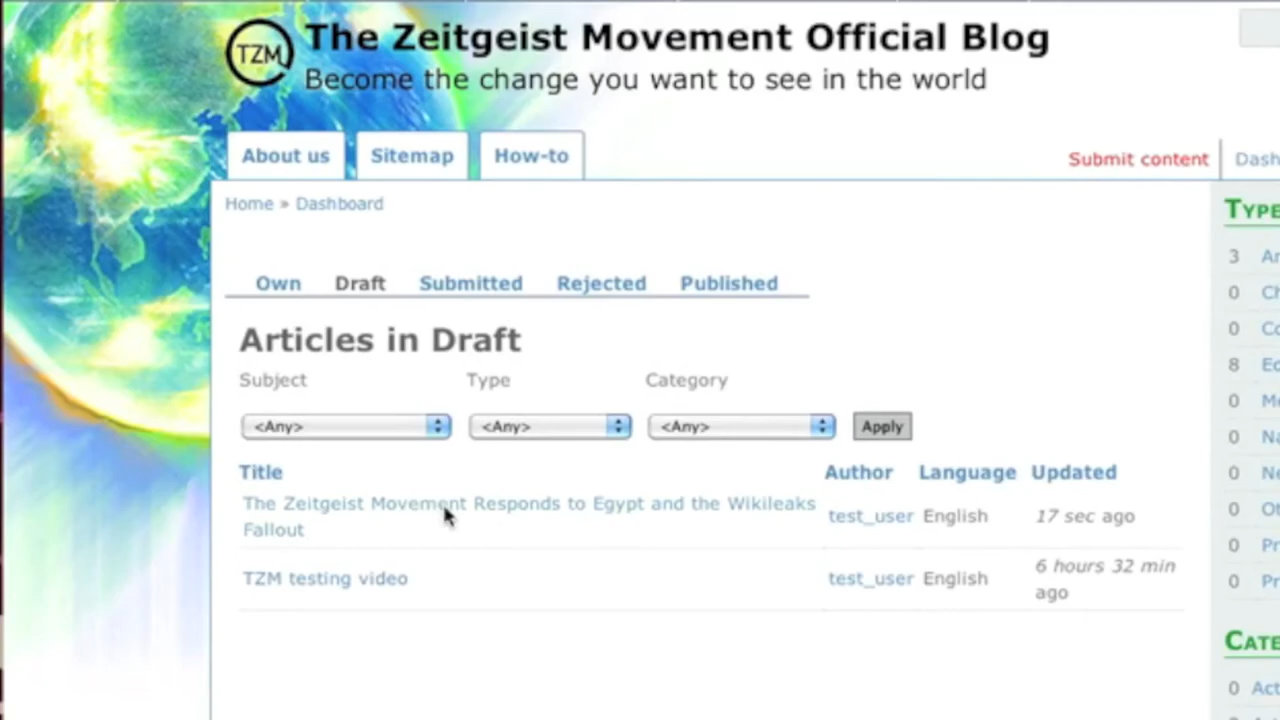 TZM
The Zeitgeist Movement Official Blog
Become the change you want to see in the world
About us
Sitemap
How-to
Submit content
Home » Dashboard
Own
Draft
Submitted
Rejected
Published
Articles in Draft
Subject
Type
Category
<Any>
<Any>
<Any>
Apply
Title
Author
Language
Updated
The Zeitgeist Movement Responds to Egypt and the Wikileaks
Fallout
test_user
English
17 sec ago
TZM testing video
test_user
English
6 hours 32 min
ago
3
0
0
8
0
0
0
0
0
0
0